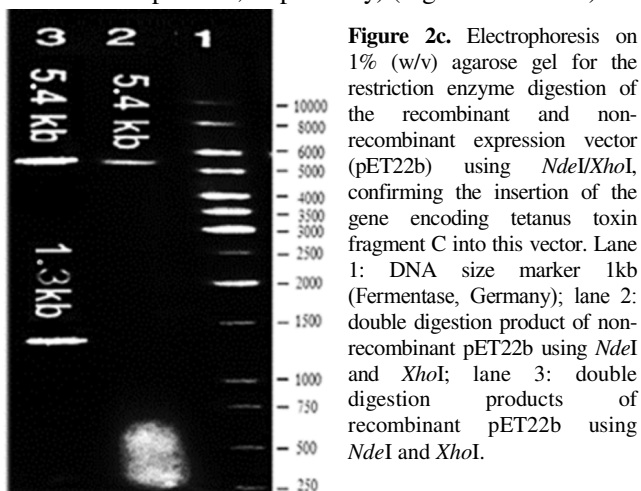 3 2 1
5.4 kb
5.4 kb
1.3kb
10000
8000
6000
5000
4000
3500
3000
2500
2000
1500
1000
750
500
250
Figure 2c. Electrophoresis on
1% (w/v) agarose gel for the
restriction enzyme digestion of
the recombinant and non-
recombinant expression vector
(pET22b) using NdeI/XhoI,
confirming the insertion of the
gene encoding tetanus toxin
fragment C into this vector. Lane
1: DNA size marker 1kb
(Fermentase, Germany); lane 2:
double digestion product of non-
recombinant pET22b using NdeI
and XhoI; lane 3: double
digestion products of
recombinant pET22b using
NdeI and XhoI.